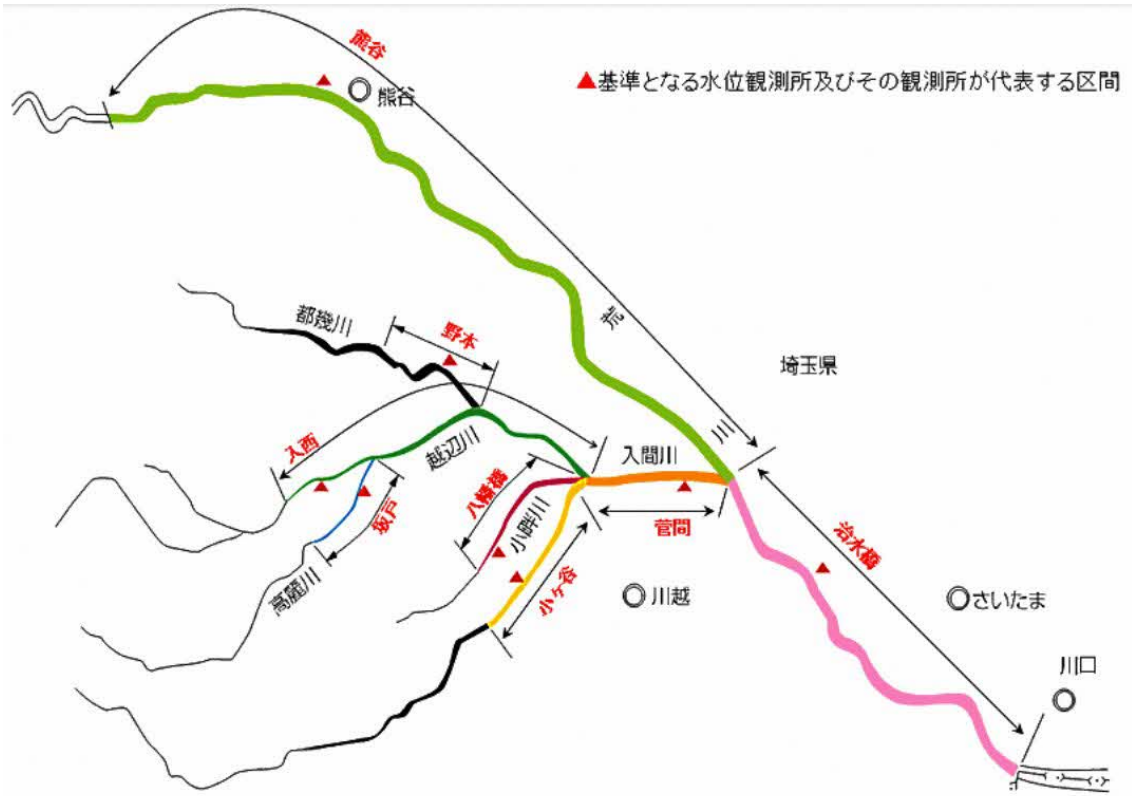 熊谷
▲基準となる水位観測所及びその観測所が代表する区間
熊谷
都幾川
野本
荒
川
埼玉県
入西
越辺川
入間川
八幡橋
坂戸
小畔川
菅間
治水橋
高麗川
小ヶ谷
川越
さいたま
川口